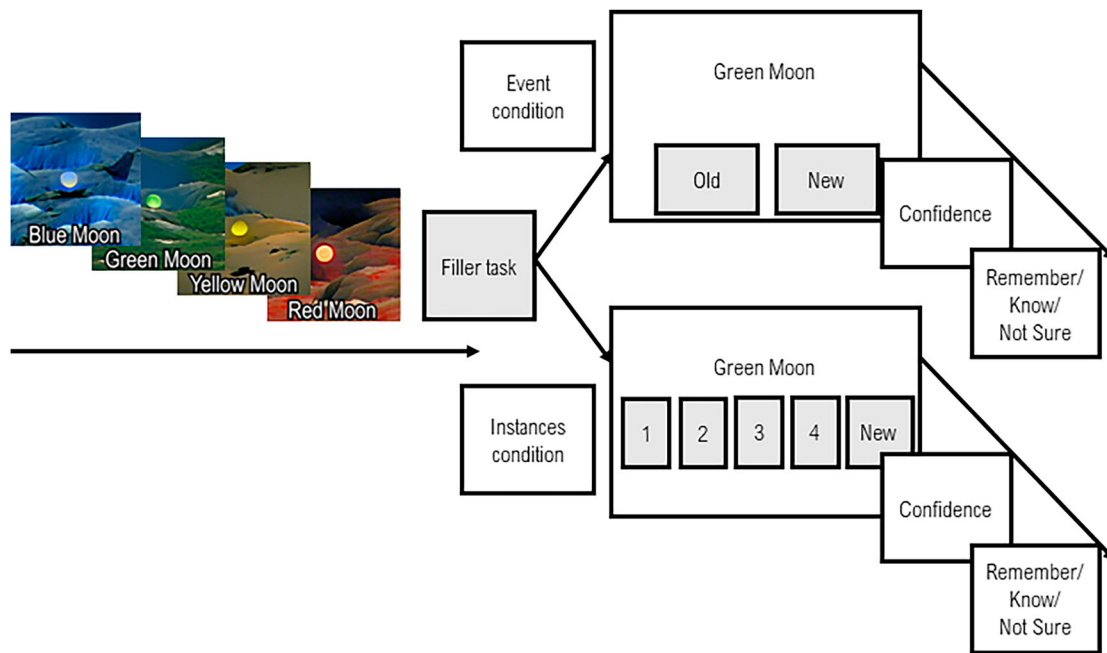 Blue Moon
Green Moon
Yellow Moon
Red Moon
Filler task
Event
condition
Green Moon
Old
New
Confidence
Remember/
Know/
Not Sure
Instances
condition
Green Moon
1
2
3
4
New
Confidence
Remember/
Know/
Not Sure